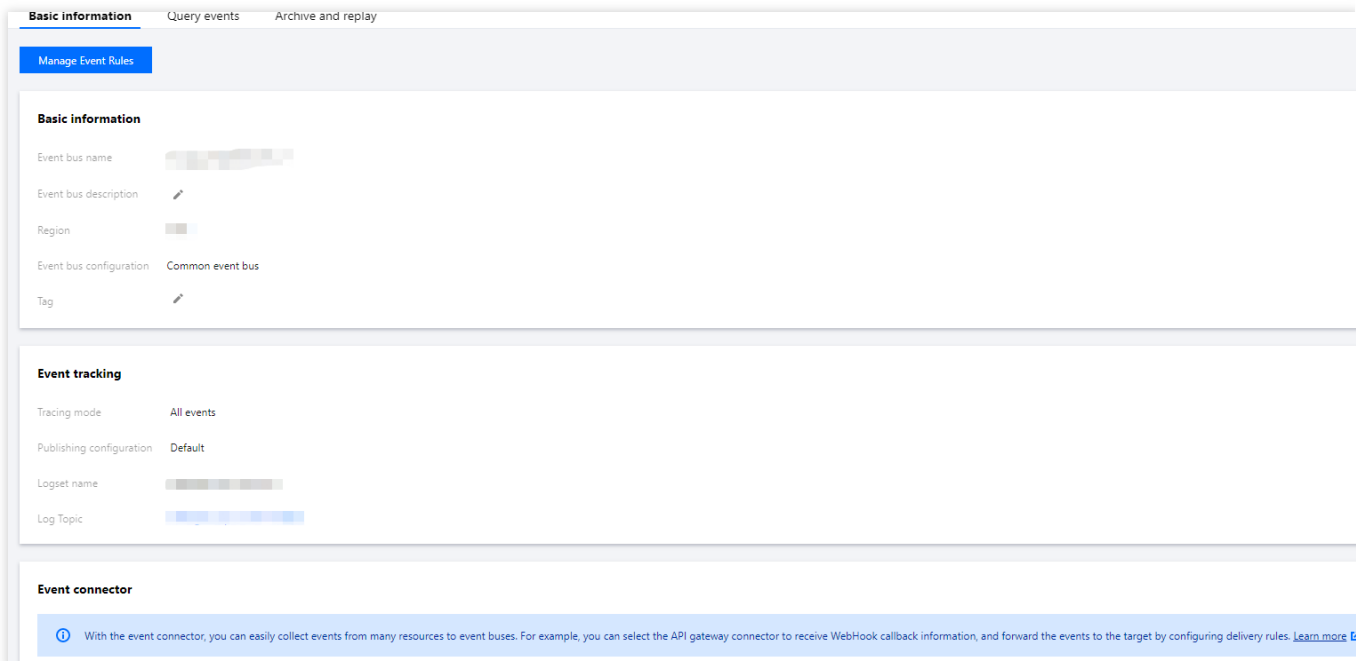 Basic information Query events Archive and replay
Manage Event Rules
Basic information
Event bus name
Event bus description
Region
Event bus configuration Common event bus
Tag
Event tracking
Tracing mode All events
Publishing configuration Default
Logset name
Log Topic
Event connector
With the event connector, you can easily collect events from many resources to event buses. For example, you can select the API gateway connector to receive WebHook callback information, and forward the events to the target by configuring delivery rules. Learn more